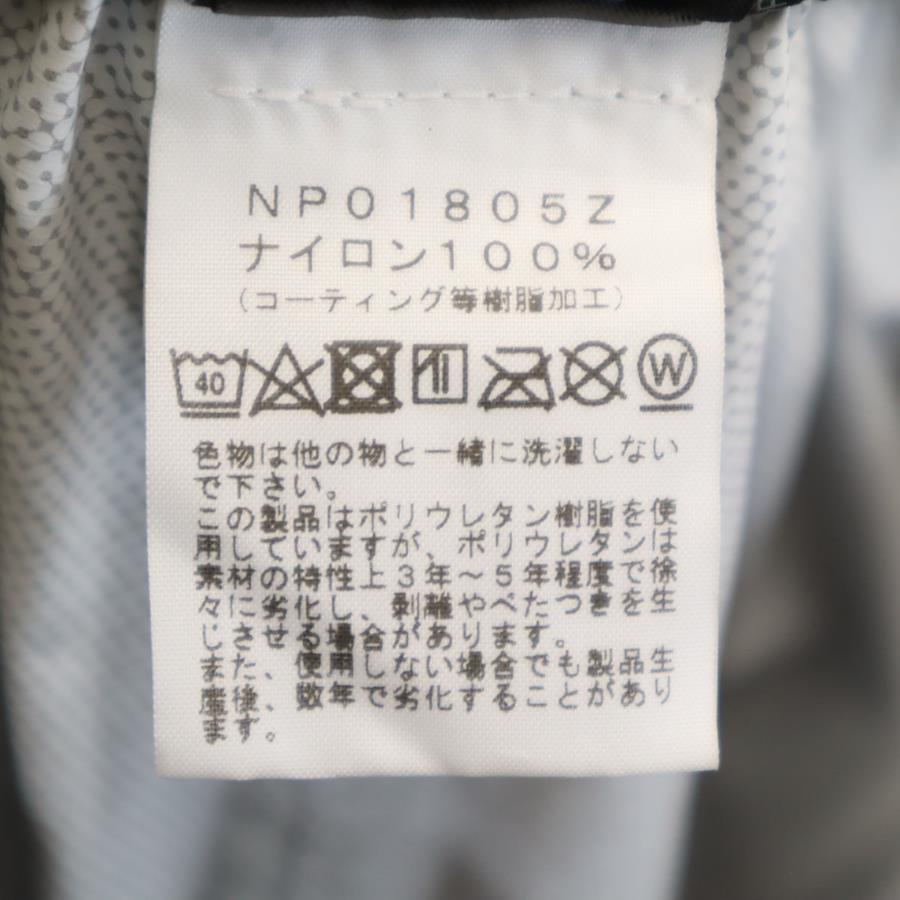 NP01805Z
ナイロン100%
(コーティング等樹脂加工)
40 W
色物は他の物と一緒に洗濯しない
で下さい。
この製品はポリウレタン樹脂を使
用していますが、ポリウレタンは
素材の特性上3年~5年程度で徐
々に劣化し、剥離やべたつきを生
じさせる場合があります。
また、使用しない場合でも製品生
産後、数年で劣化することがあり
ます。